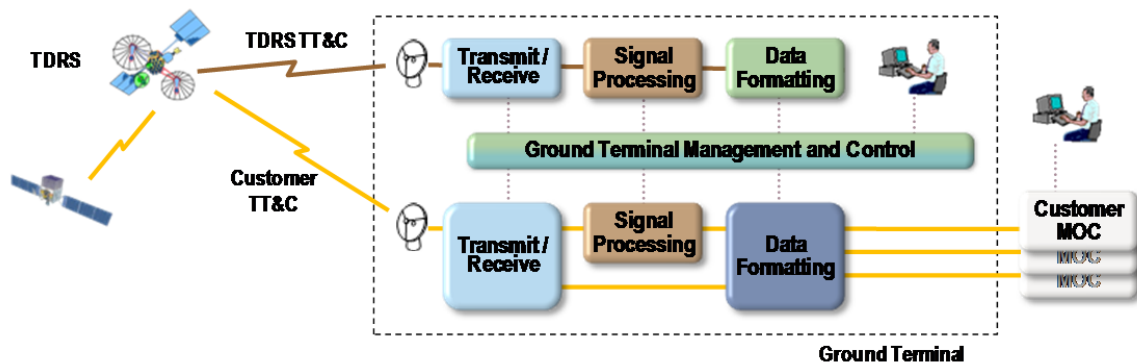 TDRS
TDRS TT&C
Transmit /
Receive
Signal
Processing
Data
Formatting
Ground Terminal Management and Control
Customer
TT&C
Transmit /
Receive
Signal
Processing
Data
Formatting
Customer
MOC
MOC
MOC
Ground Terminal